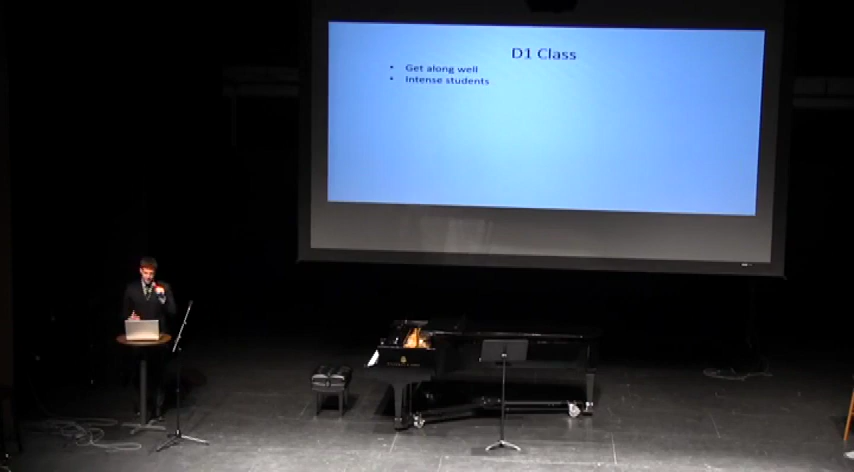 D1 Class
• Get along well
• Intense students